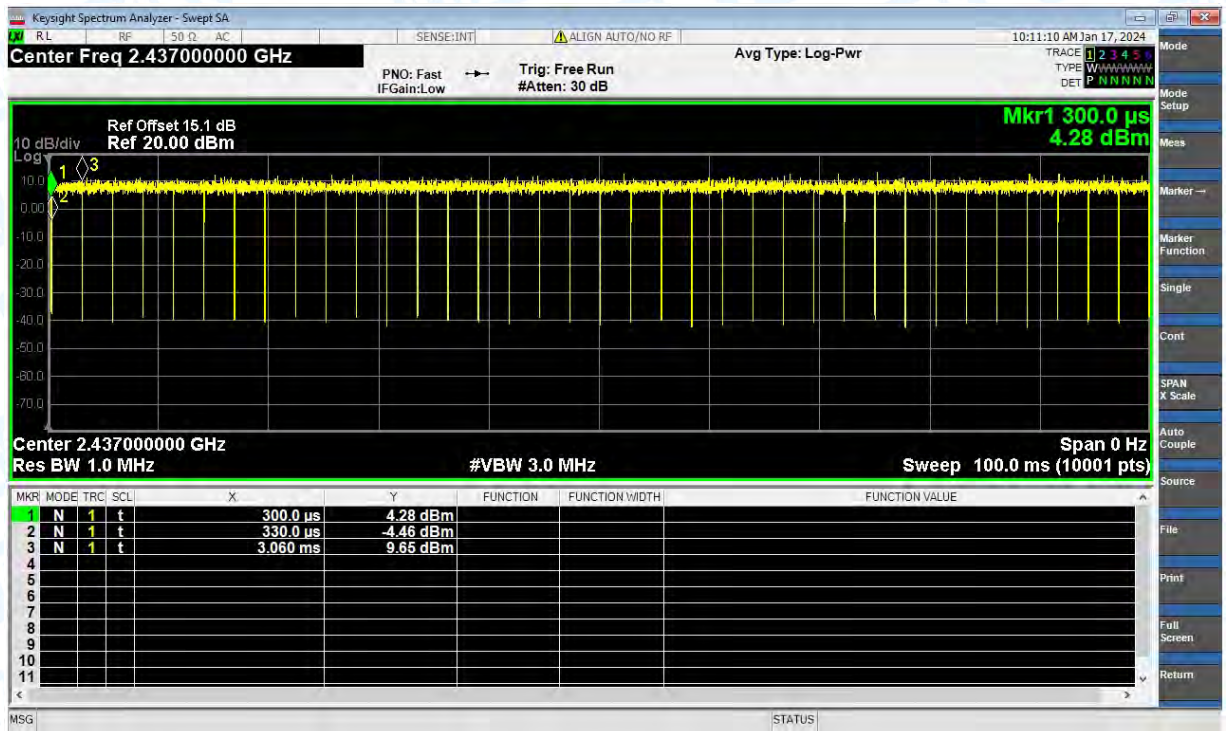 Keysight Spectrum Analyzer - Swept SA
LXI RL RF 50 Ω AC SENSE:INT ALIGN AUTO/NO RF 10:11:10 AM Jan 17, 2024
Center Freq 2.437000000 GHz
Avg Type: Log-Pwr
TRACE 1 2 3 4 5 6
PNO: Fast Trig: Free Run
TYPE W
IFGain:Low #Atten: 30 dB
DET P N N N N N
Ref Offset 15.1 dB
Mkr1 300.0 µs
10 dB/div Ref 20.00 dBm
4.28 dBm
Log
1
3
2
10.0
0.00
-10.0
-20.0
-30.0
-40.0
-50.0
-60.0
-70.0
Center 2.437000000 GHz Span 0 Hz
Res BW 1.0 MHz #VBW 3.0 MHz Sweep 100.0 ms (10001 pts)
MKR MODE TRC SCL X Y FUNCTION FUNCTION WIDTH FUNCTION VALUE
1 N 1 t 300.0 µs 4.28 dBm
2 N 1 t 330.0 µs -4.46 dBm
3 N 1 t 3.060 ms 9.65 dBm
4
5
6
7
8
9
10
11
MSG STATUS
Mode
Mode
Setup
Meas
Marker→
Marker
Function
Single
Cont
SPAN
X Scale
Auto
Couple
Source
File
Print
Full
Screen
Return